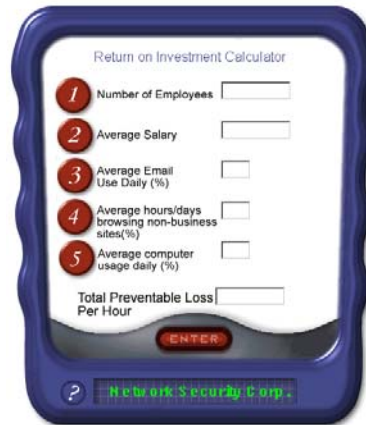 Return on Investment Calculator
1 Number of Employees
2 Average Salary
3 Average Email
Use Daily (%)
4 Average hours/days
browsing non-business
sites(%)
5 Average computer
usage daily (%)
Total Preventable Loss
Per Hour
ENTER
? Network Security Corp.